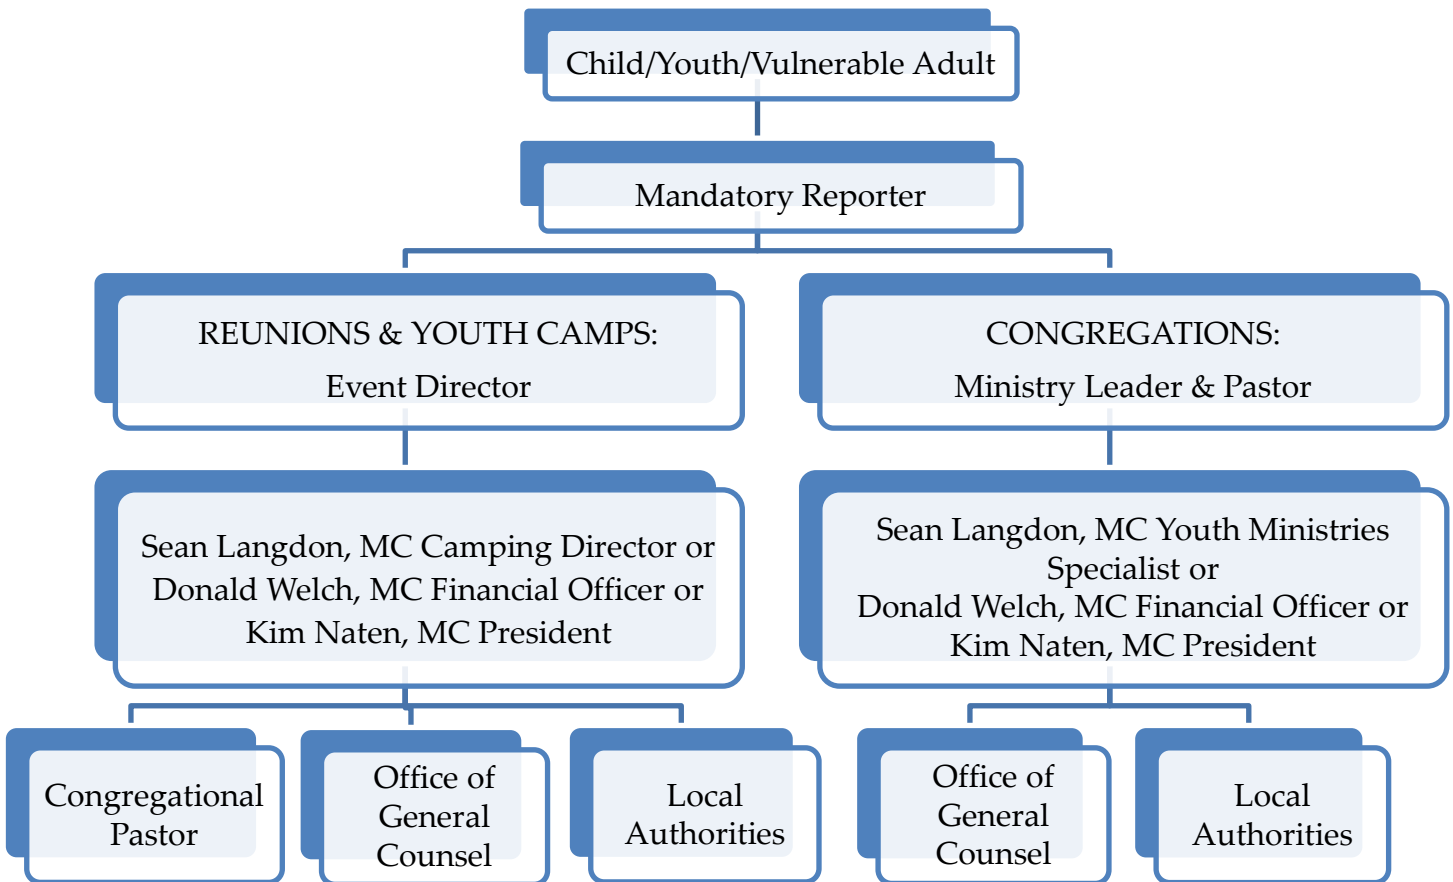 Child/Youth/Vulnerable Adult
Mandatory Reporter
REUNIONS & YOUTH CAMPS:
Event Director
CONGREGATIONS:
Ministry Leader & Pastor
Sean Langdon, MC Camping Director or
Donald Welch, MC Financial Officer or
Kim Naten, MC President
Sean Langdon, MC Youth Ministries
Specialist or
Donald Welch, MC Financial Officer or
Kim Naten, MC President
Congregational
Pastor
Office of
General
Counsel
Local
Authorities
Office of
General
Counsel
Local
Authorities